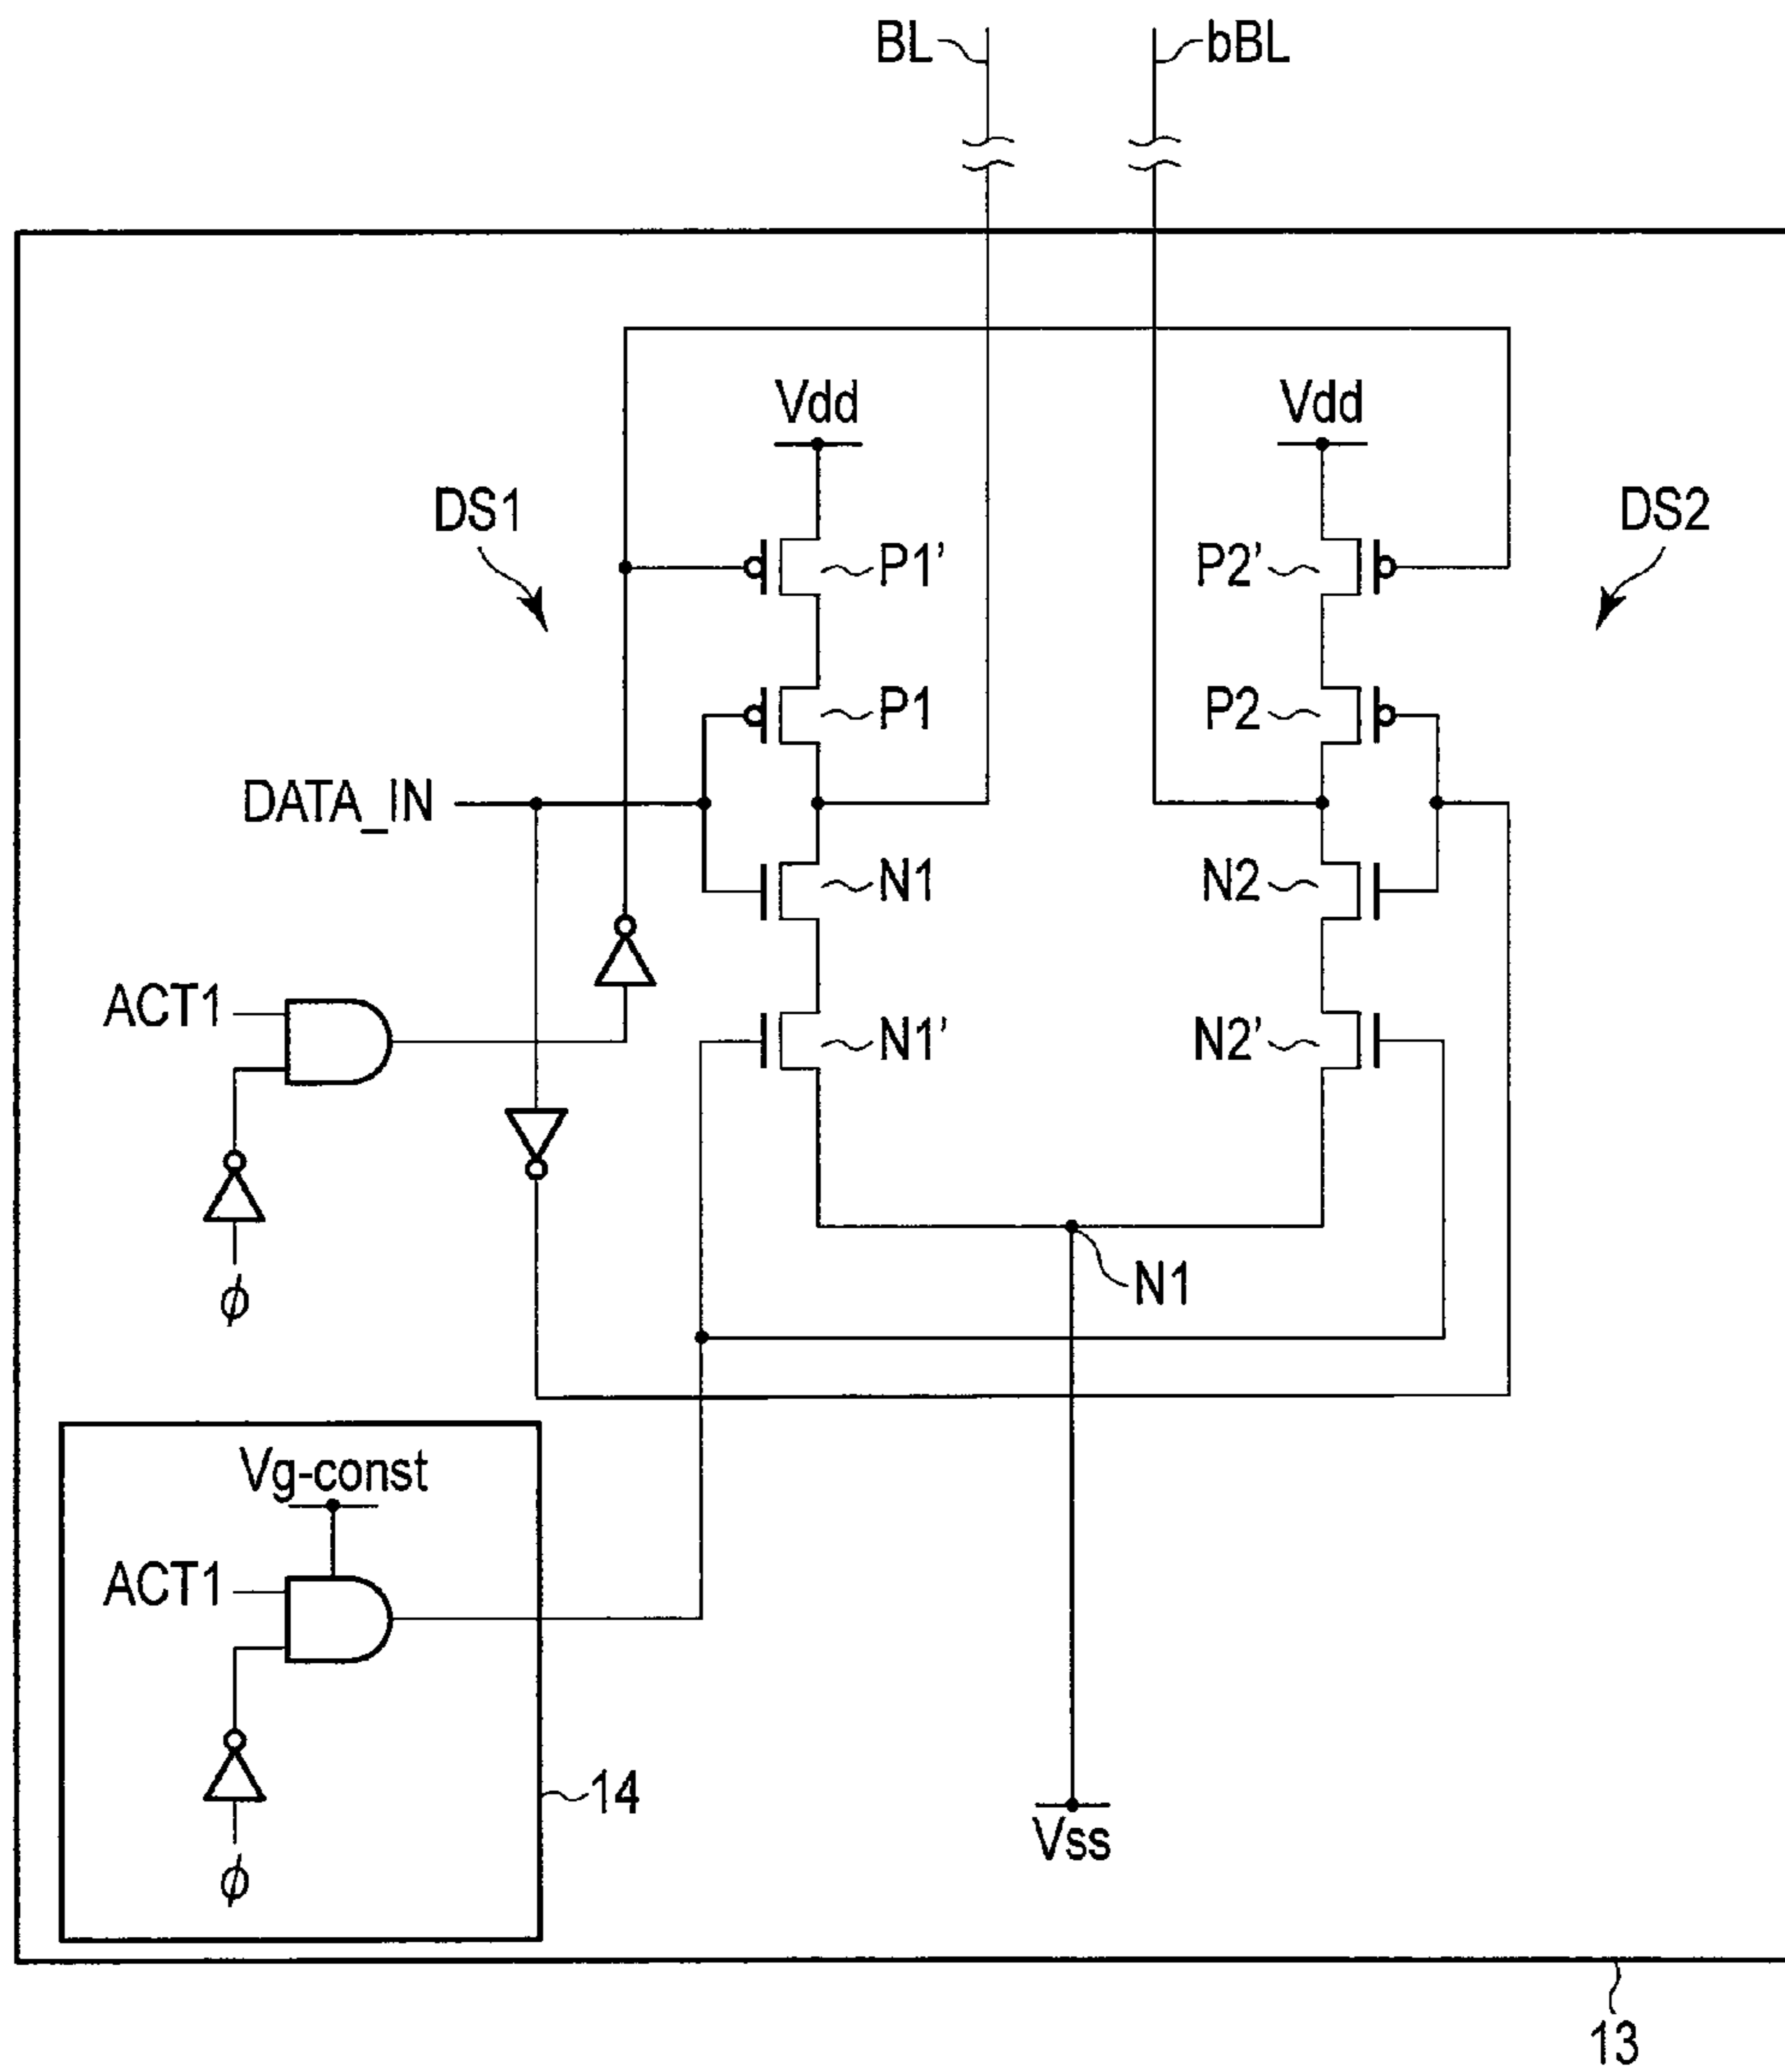 BL
bBL
Vdd
Vdd
DS1
DS2
P1’
P2’
P1
P2
DATA_IN
N1
N2
ACT1
N1’
N2’
ϕ
N1
Vg-const
ACT1
14
ϕ
Vss
13